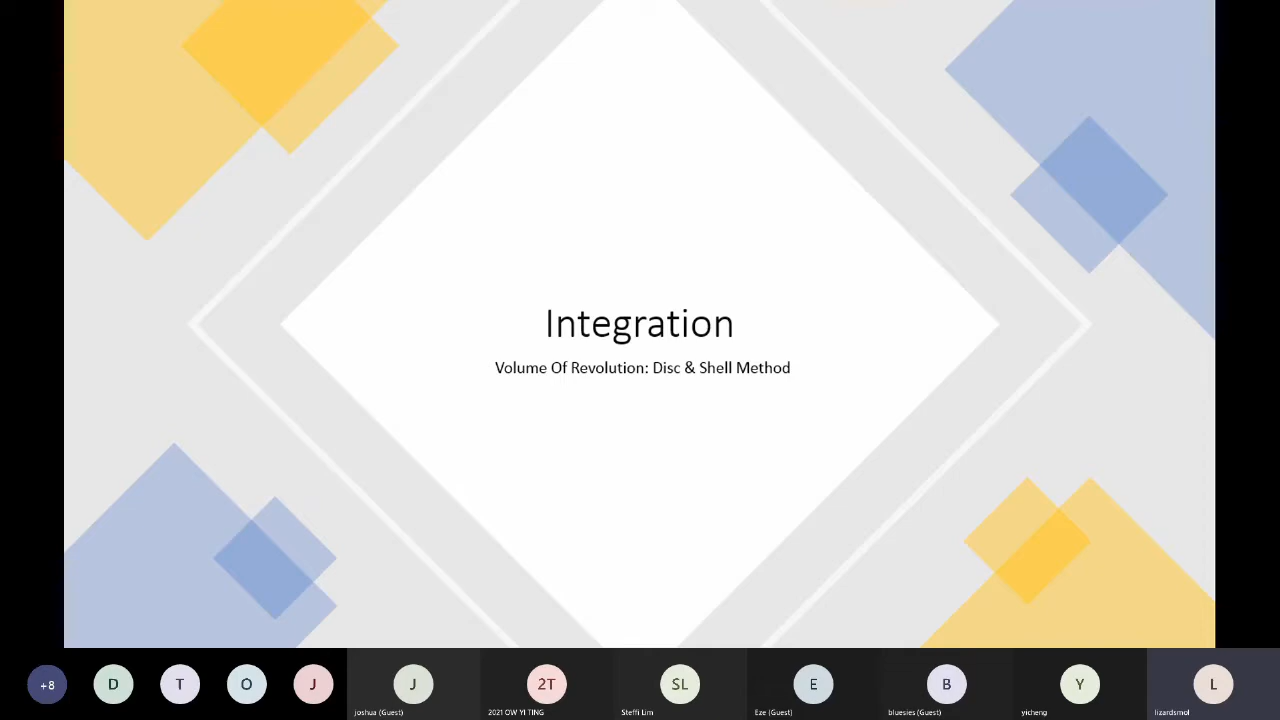 Integration
Volume Of Revolution: Disc & Shell Method
+8
D
T
O
J
J
2T
SL
E
B
Y
L
joshua (Guest)
2021 OW YI TING
Steffi Lim
Eze (Guest)
bluesies (Guest)
yicheng
lizardsmol